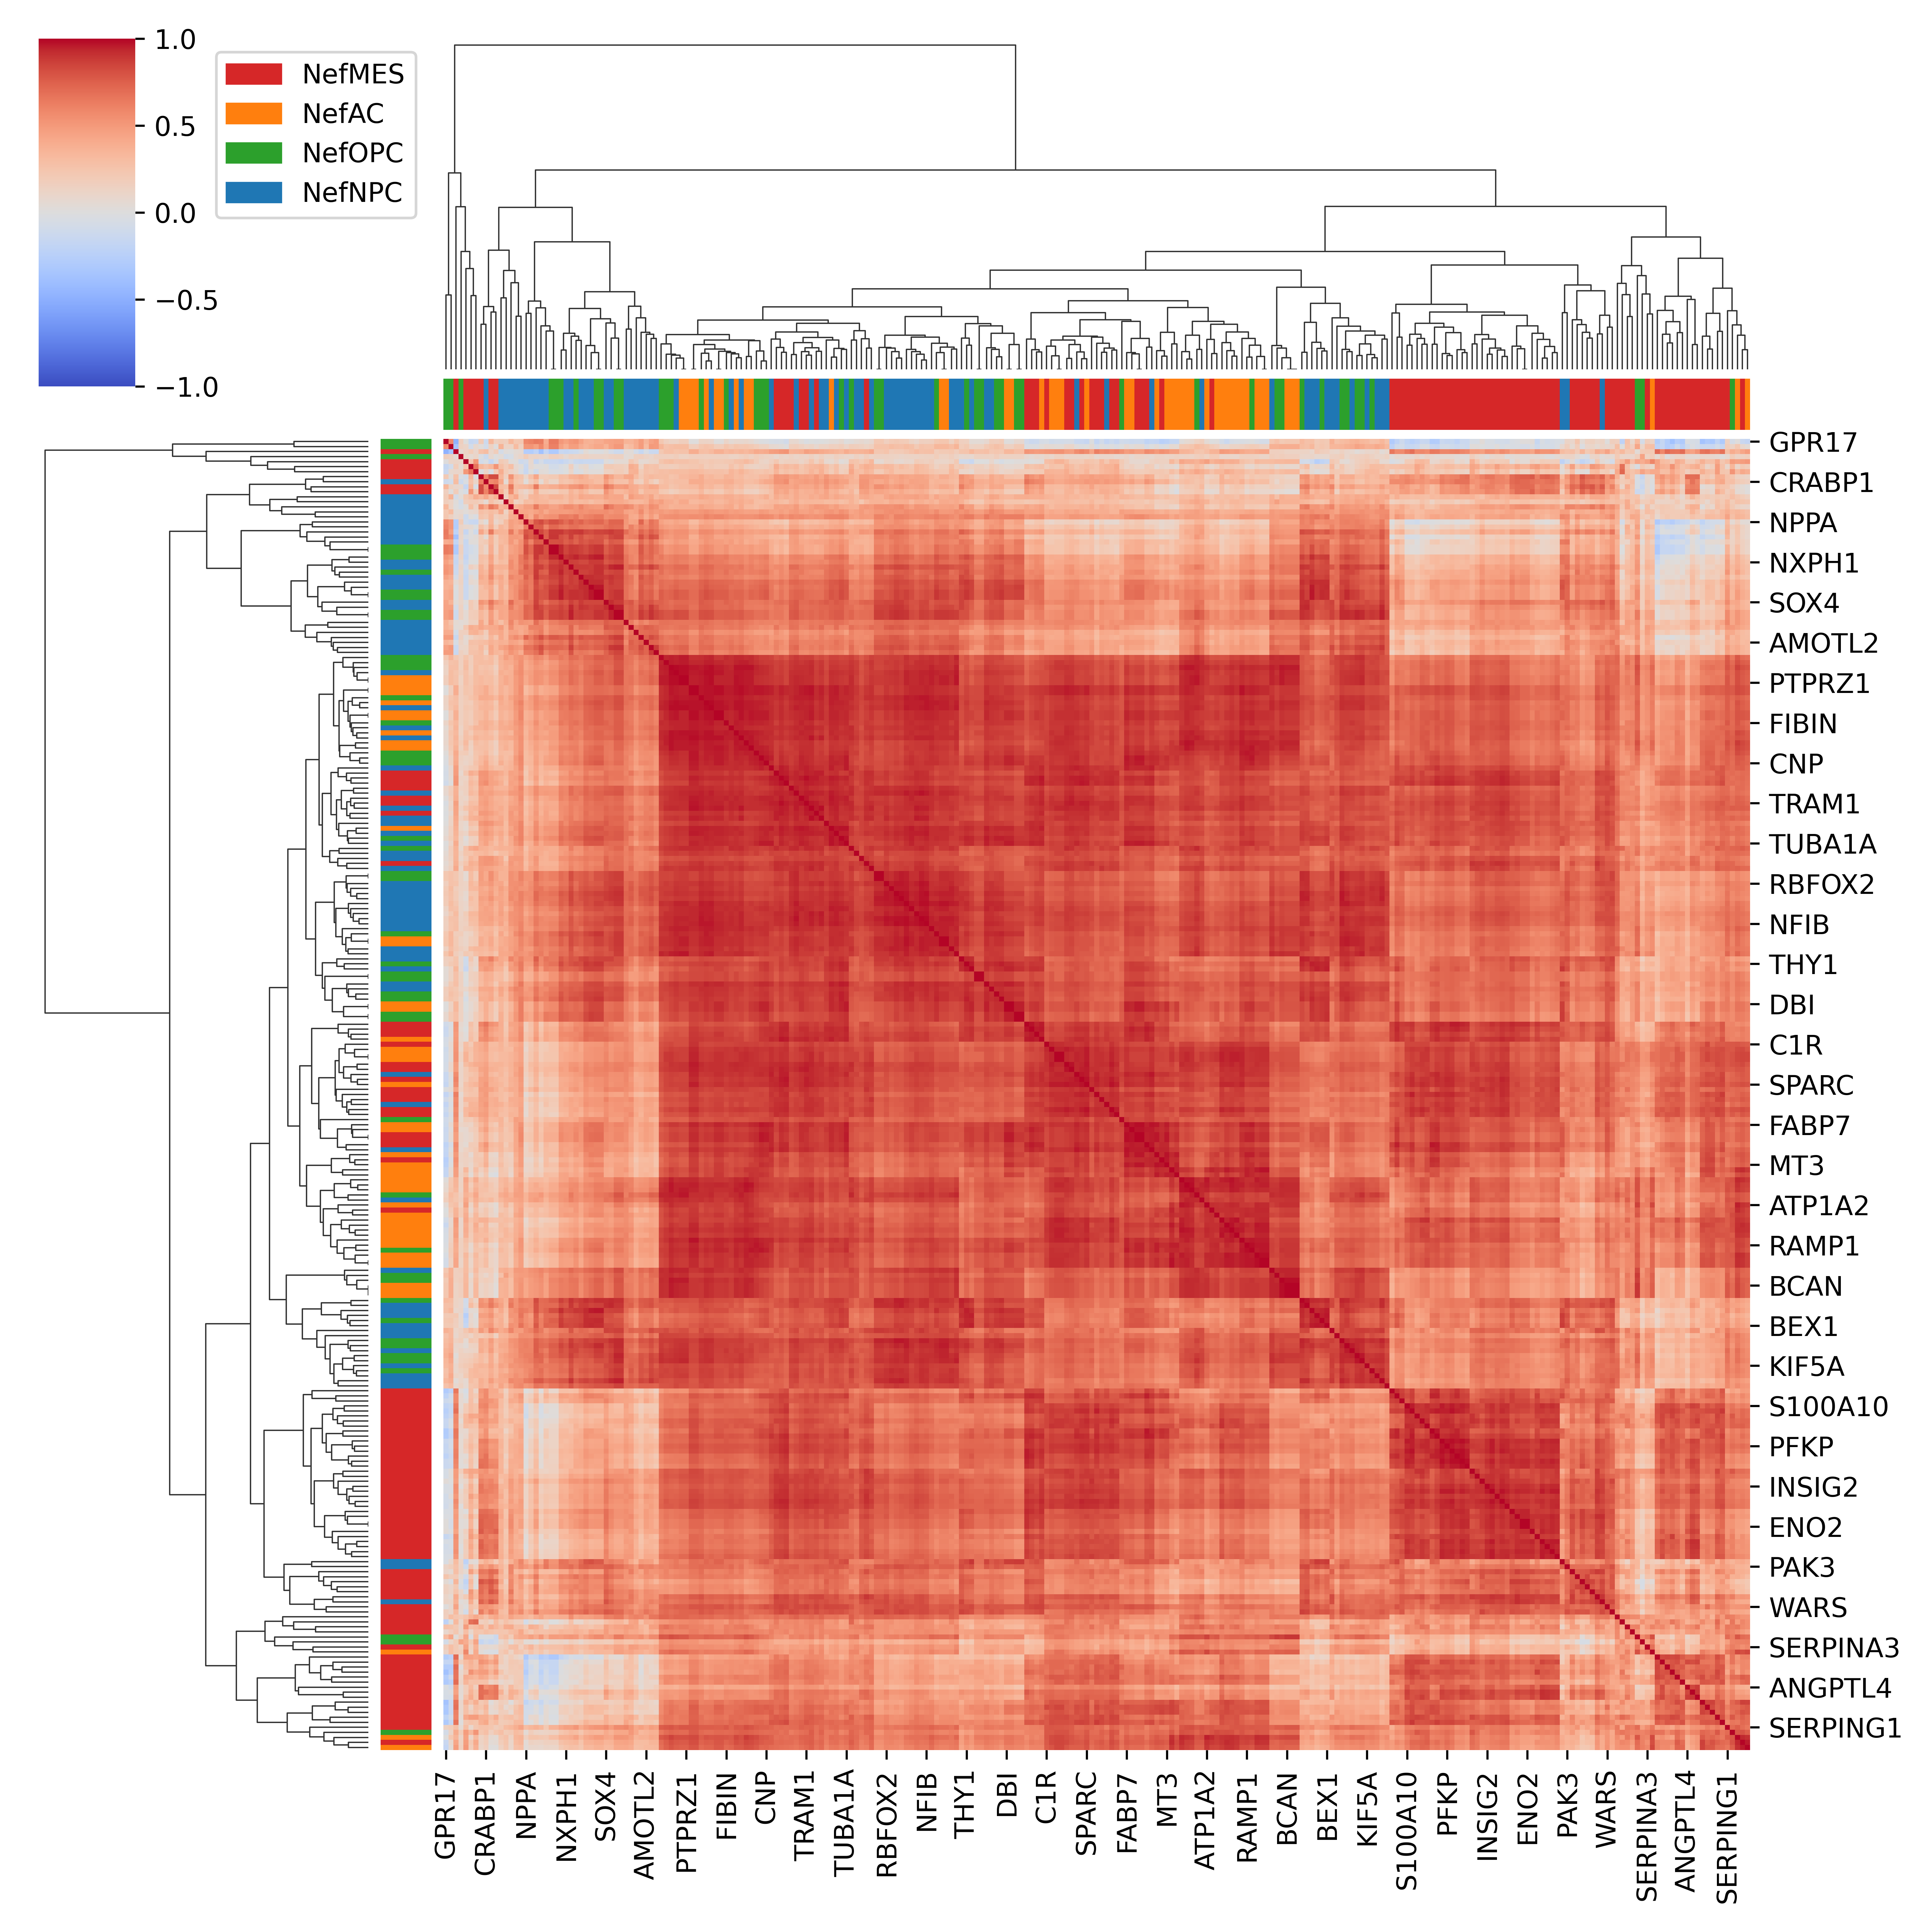 1.0
0.5
0.0
−0.5
−1.0
NefMES
NefAC
NefOPC
NefNPC
GPR17
CRABP1
NPPA
NXPH1
SOX4
AMOTL2
PTPRZ1
FIBIN
CNP
TRAM1
TUBA1A
RBFOX2
NFIB
THY1
DBI
C1R
SPARC
FABP7
MT3
ATP1A2
RAMP1
BCAN
BEX1
KIF5A
S100A10
PFKP
INSIG2
ENO2
PAK3
WARS
SERPINA3
ANGPTL4
SERPING1
GPR17
CRABP1
NPPA
NXPH1
SOX4
AMOTL2
PTPRZ1
FIBIN
CNP
TRAM1
TUBA1A
RBFOX2
NFIB
THY1
DBI
C1R
SPARC
FABP7
MT3
ATP1A2
RAMP1
BCAN
BEX1
KIF5A
S100A10
PFKP
INSIG2
ENO2
PAK3
WARS
SERPINA3
ANGPTL4
SERPING1